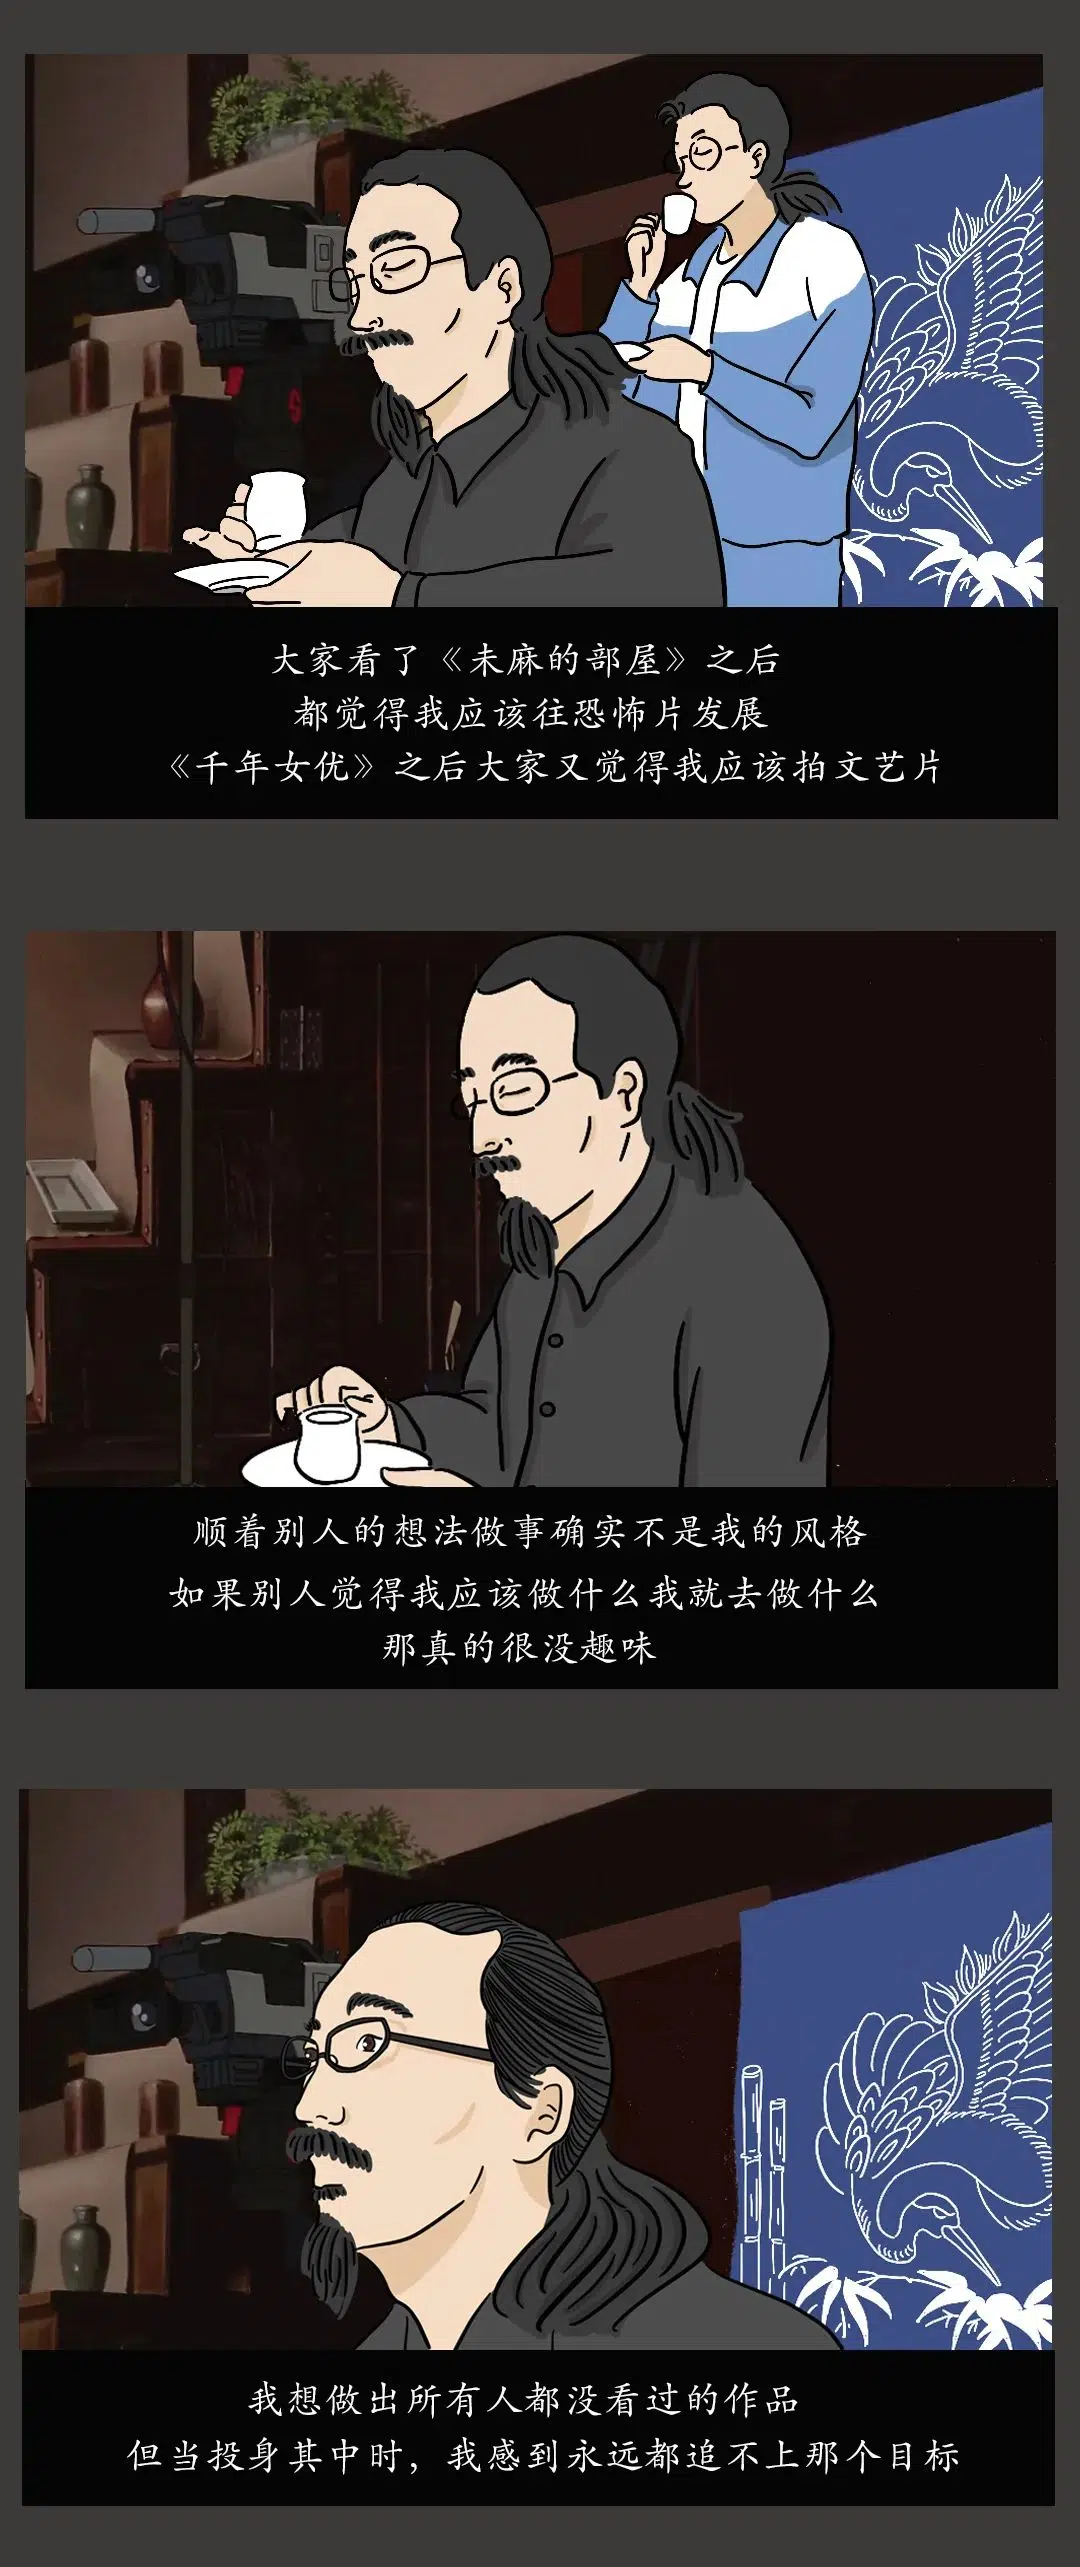 大家看了《未麻的部屋》之后
都觉得我应该往恐怖片发展
《千年女优》之后大家又觉得我应该拍文艺片
顺着别人的想法做事确实不是我的风格
如果别人觉得我应该做什么我就去做什么
那真的很没趣味
我想做出所有人都没看过的作品
但当投身其中时，我感到永远都追不上那个目标